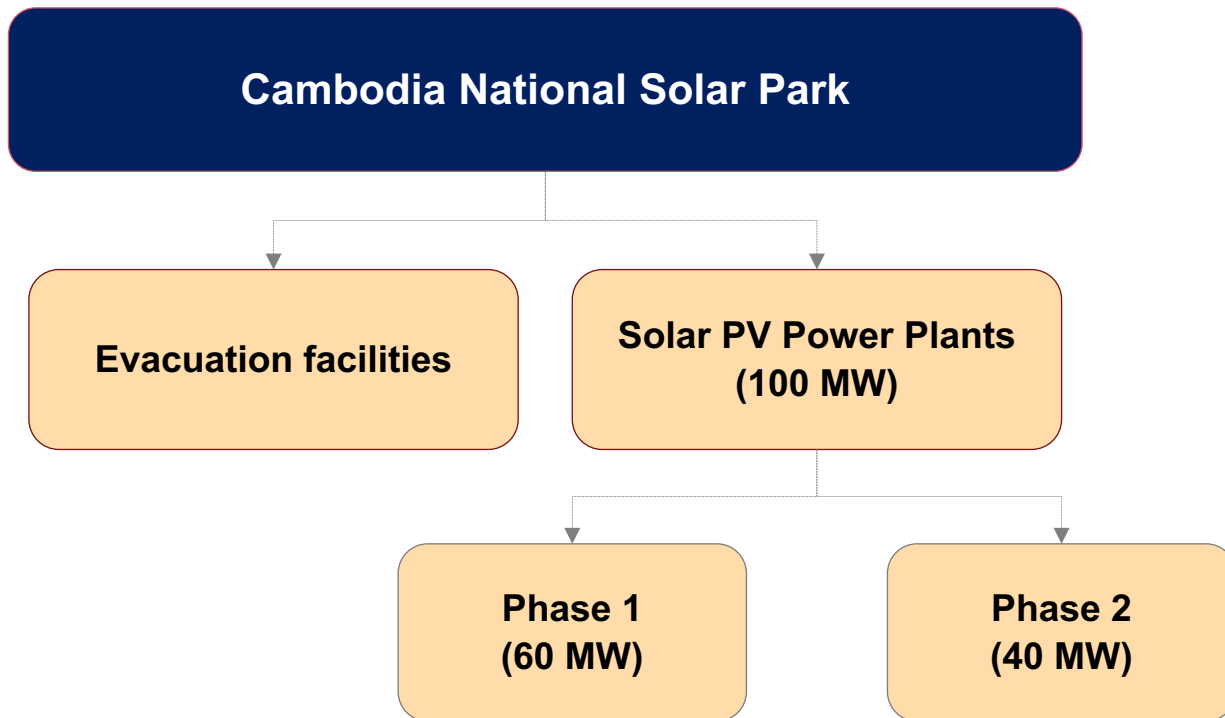 Cambodia National Solar Park
Evacuation facilities
Solar PV Power Plants
(100 MW)
Phase 1
(60 MW)
Phase 2
(40 MW)